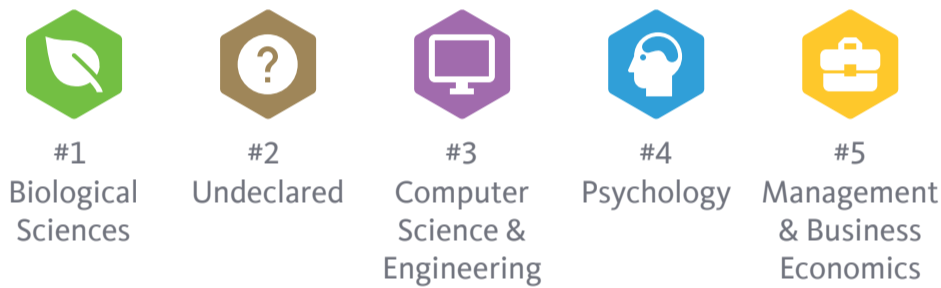 ?
#1
Biological
Sciences
#2
Undeclared
#3
Computer
Science &
Engineering
#4
Psychology
#5
Management
& Business
Economics